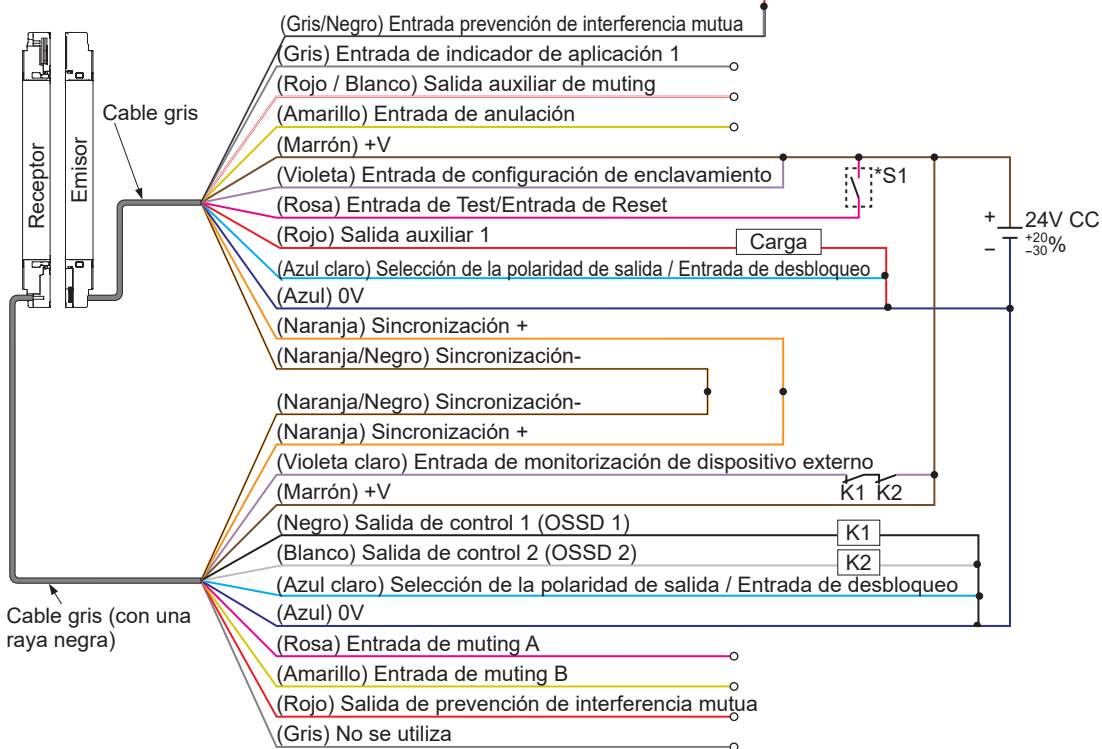 (Gris/Negro) Entrada prevención de interferencia mutua
(Gris) Entrada de indicador de aplicación 1
(Rojo / Blanco) Salida auxiliar de muting
Cable gris
(Amarillo) Entrada de anulación
(Marrón) +V
Receptor
Emisor
(Violeta) Entrada de configuración de enclavamiento
*S1
(Rosa) Entrada de Test/Entrada de Reset
(Rojo) Salida auxiliar 1
Carga
+
−
24V CC
+20
−30 %
(Azul claro) Selección de la polaridad de salida / Entrada de desbloqueo
(Azul) 0V
(Naranja) Sincronización +
(Naranja/Negro) Sincronización-
(Naranja/Negro) Sincronización-
(Naranja) Sincronización +
(Violeta claro) Entrada de monitorización de dispositivo externo
K1 K2
(Marrón) +V
(Negro) Salida de control 1 (OSSD 1)
K1
(Blanco) Salida de control 2 (OSSD 2)
K2
(Azul claro) Selección de la polaridad de salida / Entrada de desbloqueo
Cable gris (con una
raya negra)
(Azul) 0V
(Rosa) Entrada de muting A
(Amarillo) Entrada de muting B
(Rojo) Salida de prevención de interferencia mutua
(Gris) No se utiliza